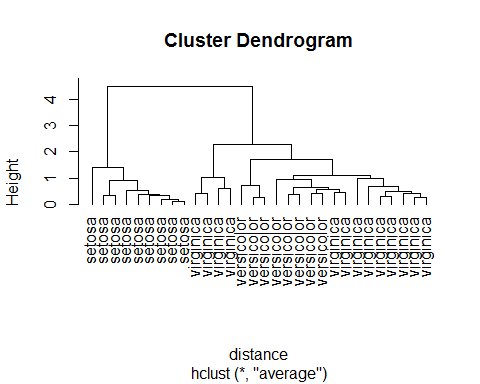 Cluster Dendrogram
Height
4
3
2
1
0
setosa
setosa
setosa
setosa
setosa
setosa
setosa
setosa
setosa
virginica
virginica
virginica
virginica
versicolor
versicolor
versicolor
versicolor
versicolor
versicolor
versicolor
versicolor
virginica
virginica
virginica
virginica
virginica
virginica
virginica
virginica
virginica
distance
hclust (*, "average")